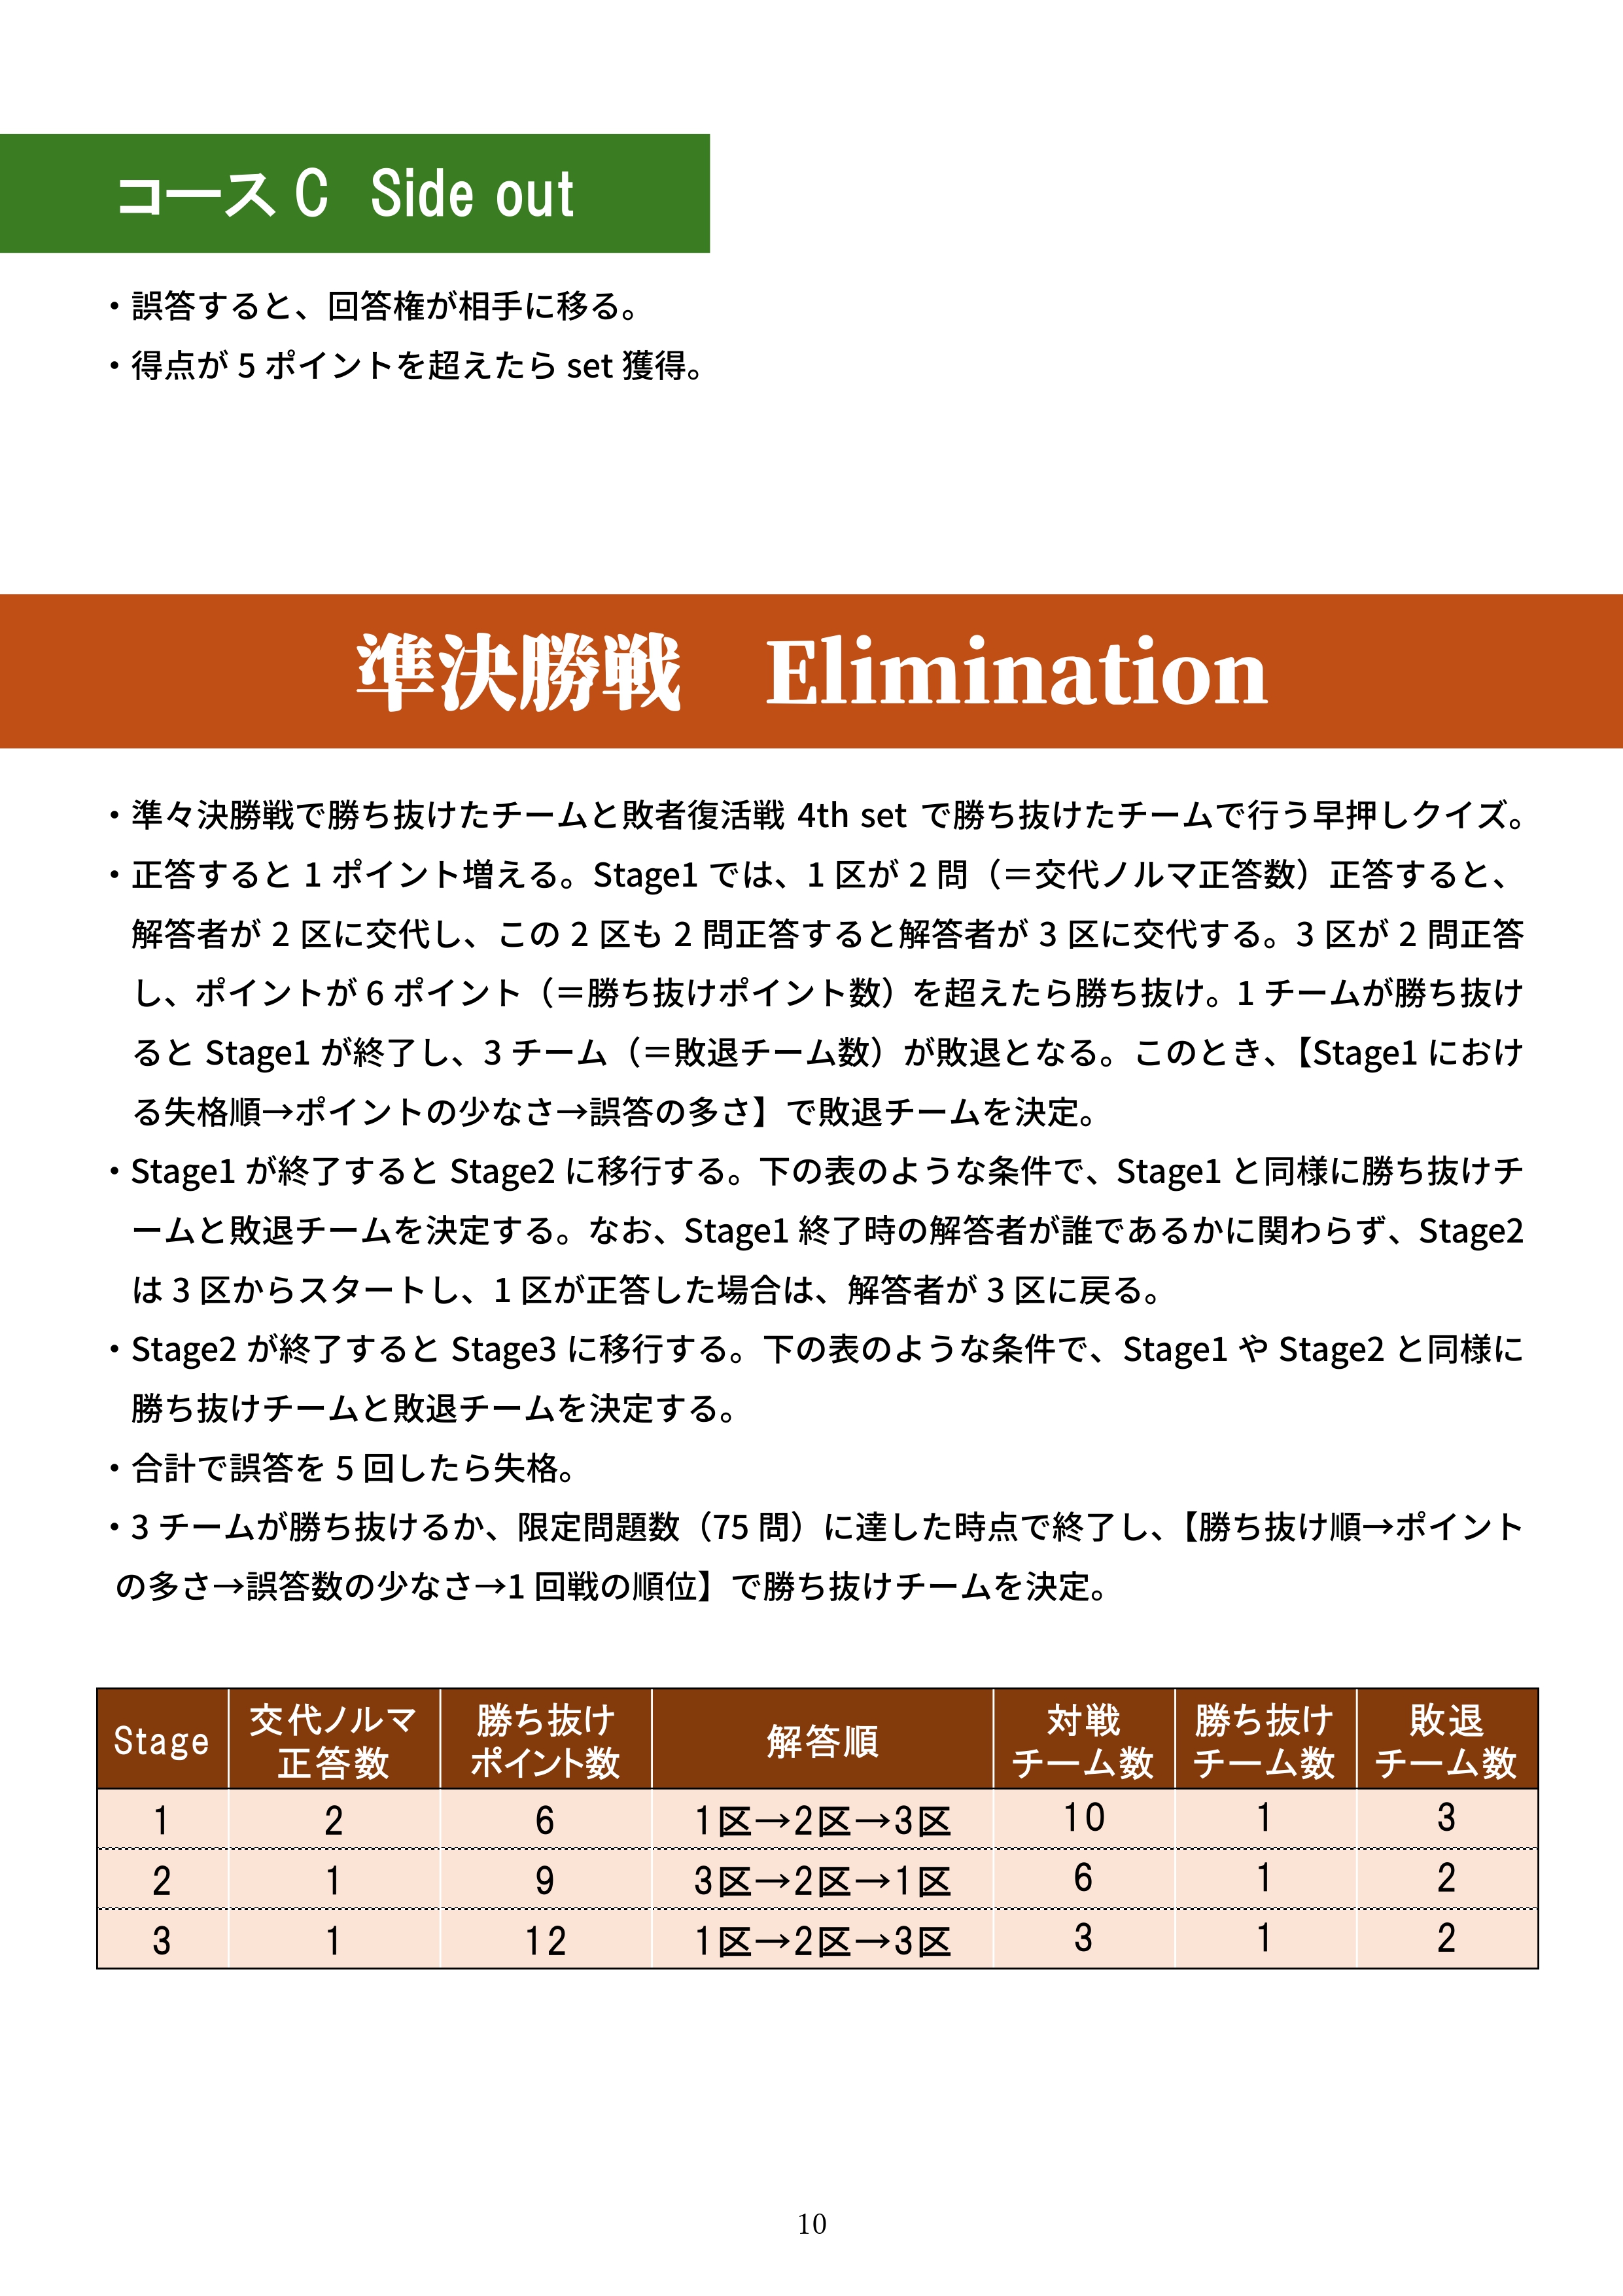 コース C Side out
・誤答すると、回答権が相手に移る。
・得点が 5 ポイントを超えたら set 獲得。
準決勝戦 Elimination
・準々決勝戦で勝ち抜けたチームと敗者復活戦 4th set で勝ち抜けたチームで行う早押しクイズ。
・正答すると 1 ポイント増える。Stage1 では、1 区が 2 問（＝交代ノルマ正答数）正答すると、
解答者が 2 区に交代し、この 2 区も 2 問正答すると解答者が 3 区に交代する。3 区が 2 問正答
し、ポイントが 6 ポイント（＝勝ち抜けポイント数）を超えたら勝ち抜け。1 チームが勝ち抜け
ると Stage1 が終了し、3 チーム（＝敗退チーム数）が敗退となる。このとき、【Stage1 におけ
る失格順→ポイントの少なさ→誤答の多さ】で敗退チームを決定。
・Stage1 が終了すると Stage2 に移行する。下の表のような条件で、Stage1 と同様に勝ち抜けチ
ームと敗退チームを決定する。なお、Stage1 終了時の解答者が誰であるかに関わらず、Stage2
は 3 区からスタートし、1 区が正答した場合は、解答者が 3 区に戻る。
・Stage2 が終了すると Stage3 に移行する。下の表のような条件で、Stage1 や Stage2 と同様に
勝ち抜けチームと敗退チームを決定する。
・合計で誤答を 5 回したら失格。
・3 チームが勝ち抜けるか、限定問題数（75 問）に達した時点で終了し、【勝ち抜け順→ポイント
の多さ→誤答数の少なさ→1 回戦の順位】で勝ち抜けチームを決定。
Stage 交代ノルマ正答数 勝ち抜けポイント数 解答順 対戦チーム数 勝ち抜けチーム数 敗退チーム数
1 2 6 1区→2区→3区 10 1 3
2 1 9 3区→2区→1区 6 1 2
3 1 12 1区→2区→3区 3 1 2
10